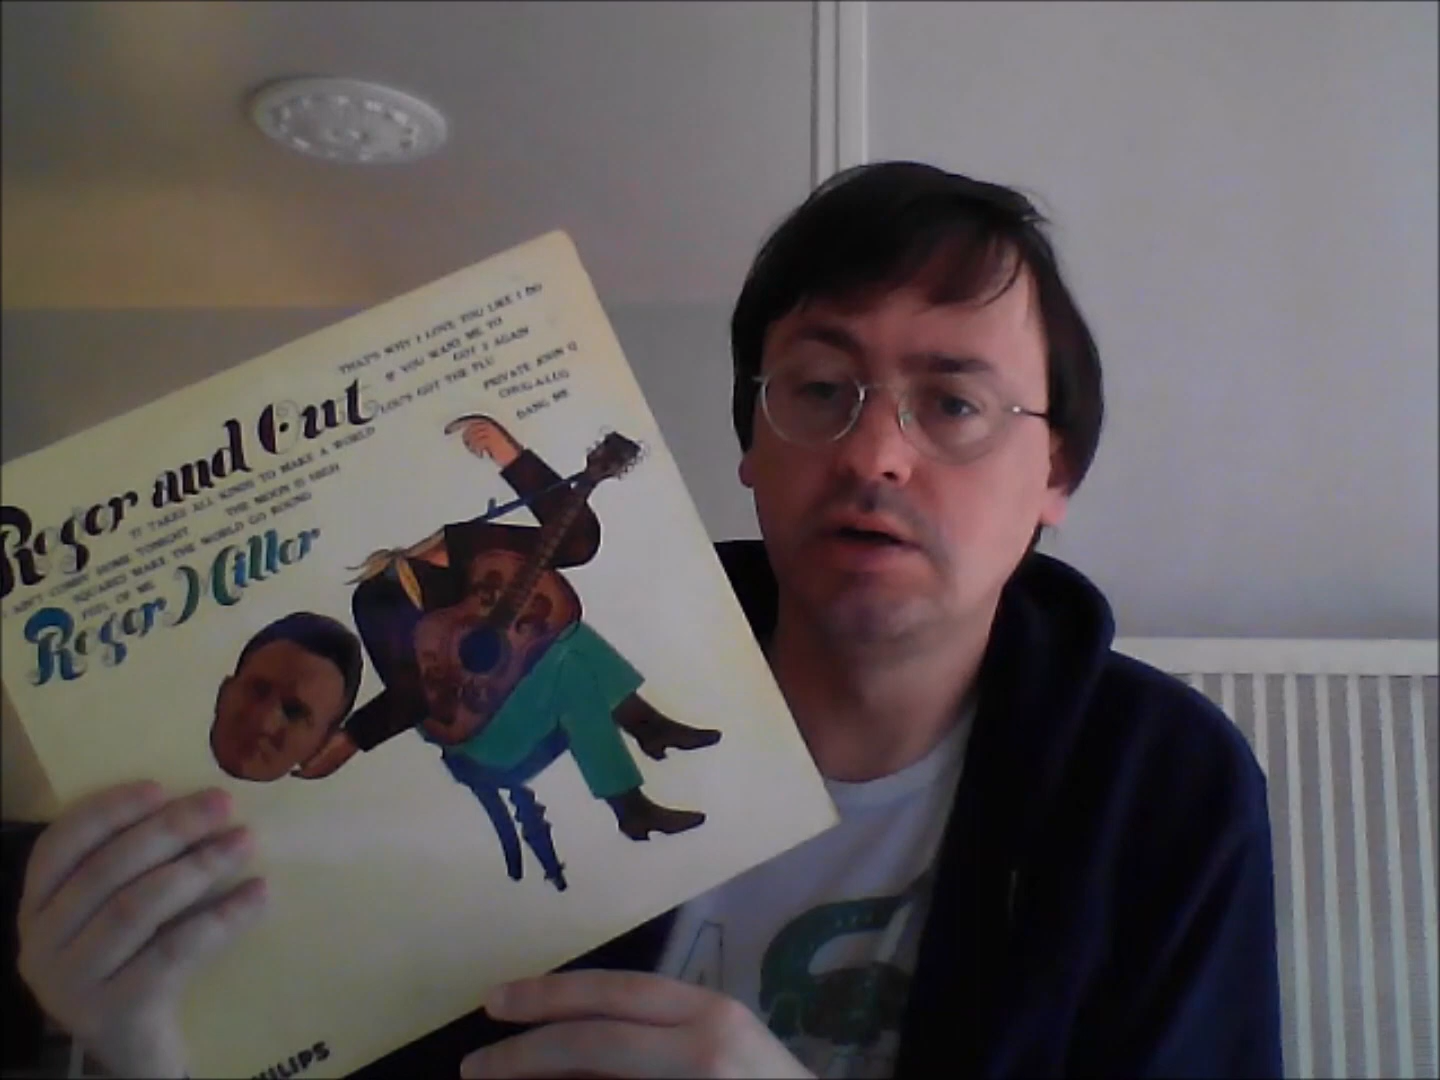 THAT'S WHY I LOVE YOU LIKE I DO
IF YOU WANT ME TO
GOT 2 AGAIN
LOU'S GOT THE FLU
PRIVATE JOHN Q
CHUG-A-LUG
DANG ME
Roger and Out
IT TAKES ALL KINDS TO MAKE A WORLD
AIN'T COMIN' HOME TONIGHT THE MOON IS HIGH
SQUARES MAKE THE WORLD GO ROUND
FEEL OF ME
Roger Miller
PHILIPS